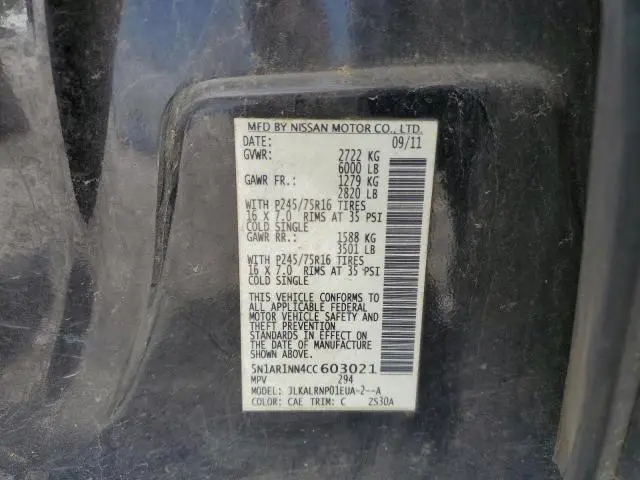 MFD BY NISSAN MOTOR CO., LTD.
DATE: 09/11
GVWR: 2722 KG
6000 LB
GAWR FR.: 1279 KG
2820 LB
WITH P245/75R16 TIRES
16 X 7.0 RIMS AT 35 PSI
COLD SINGLE
GAWR RR.: 1588 KG
3501 LB
WITH P245/75R16 TIRES
16 X 7.0 RIMS AT 35 PSI
COLD SINGLE
THIS VEHICLE CONFORMS TO
ALL APPLICABLE FEDERAL
MOTOR VEHICLE SAFETY AND
THEFT PREVENTION
STANDARDS IN EFFECT ON
THE DATE OF MANUFACTURE
SHOWN ABOVE.
5N1AR1NN4CC603021
MPV 294
MODEL: JLKALRNP01EUA-2--A
COLOR: CAE TRIM: C ZS30A